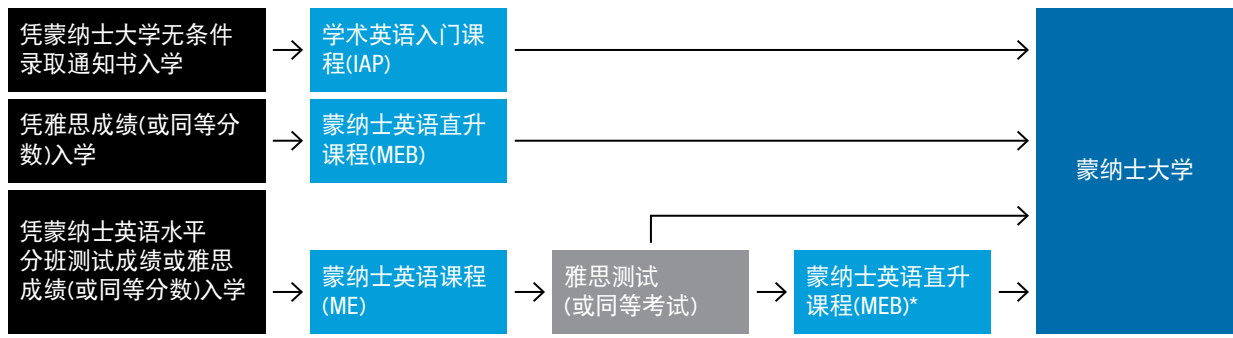 凭蒙纳士大学无条件
录取通知书入学
学术英语入门课
程(IAP)
凭雅思成绩(或同等分
数)入学
蒙纳士英语直升
课程(MEB)
蒙纳士大学
凭蒙纳士英语水平
分班测试成绩或雅思
成绩(或同等分数)入学
蒙纳士英语课程
(ME)
雅思测试
(或同等考试)
蒙纳士英语直升
课程(MEB)*